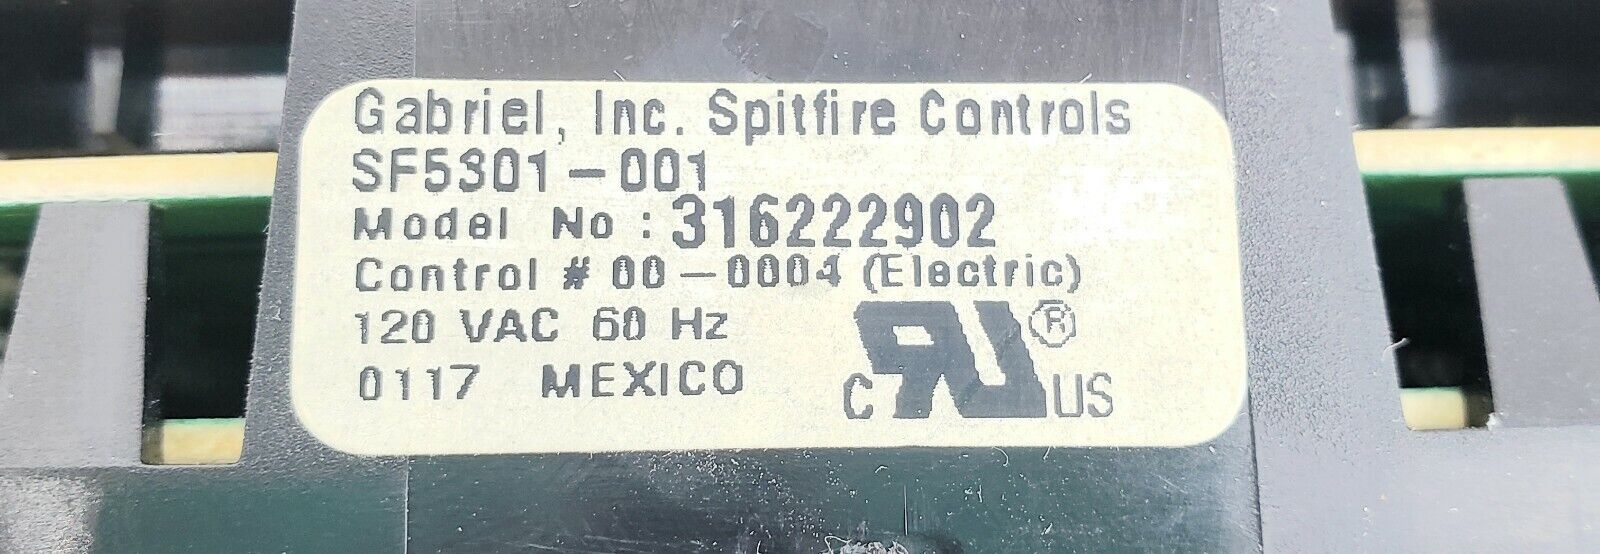 Gabriel, Inc. Spitfire Controls
SF5301-001
Model No: 316222902
Control # 00-0004 (Electric)
120 VAC 60 Hz
0117 MEXICO
C RU ® US